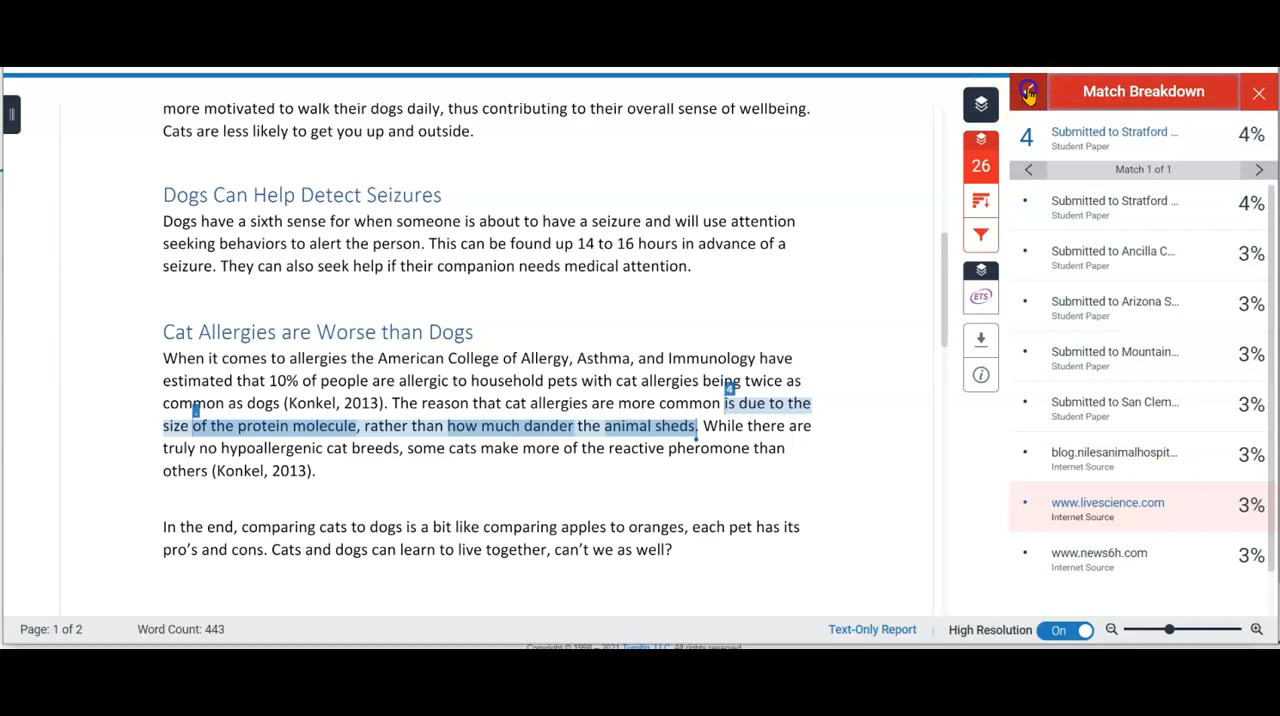 more motivated to walk their dogs daily, thus contributing to their overall sense of wellbeing.
Cats are less likely to get you up and outside.
Dogs Can Help Detect Seizures
Dogs have a sixth sense for when someone is about to have a seizure and will use attention
seeking behaviors to alert the person. This can be found up 14 to 16 hours in advance of a
seizure. They can also seek help if their companion needs medical attention.
Cat Allergies are Worse than Dogs
When it comes to allergies the American College of Allergy, Asthma, and Immunology have
estimated that 10% of people are allergic to household pets with cat allergies being twice as
4
common as dogs (Konkel, 2013). The reason that cat allergies are more common is due to the
size of the protein molecule, rather than how much dander the animal sheds. While there are
truly no hypoallergenic cat breeds, some cats make more of the reactive pheromone than
others (Konkel, 2013).
In the end, comparing cats to dogs is a bit like comparing apples to oranges, each pet has its
pro's and cons. Cats and dogs can learn to live together, can't we as well?
26
ETS
Match Breakdown
4 Submitted to Stratford ... 4%
Student Paper
Match 1 of 1
• Submitted to Stratford ... 4%
Student Paper
• Submitted to Ancilla C... 3%
Student Paper
• Submitted to Arizona S... 3%
Student Paper
• Submitted to Mountain... 3%
Student Paper
• Submitted to San Clem... 3%
Student Paper
• blog.nilesanimalhospit... 3%
Internet Source
• www.livescience.com 3%
Internet Source
• www.news6h.com 3%
Internet Source
Page: 1 of 2 Word Count: 443 Text-Only Report High Resolution On
Copyright © 1998 – 2021 Turnitin, LLC. All rights reserved.